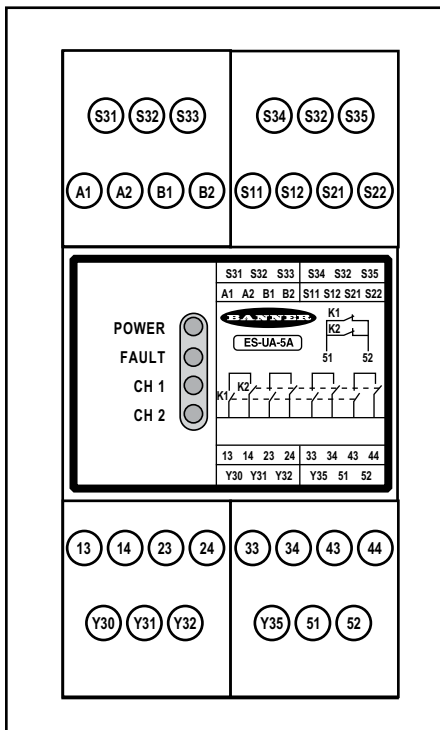 S31 S32 S33 S34 S32 S35
A1 A2 B1 B2 S11 S12 S21 S22
S31 S32 S33 S34 S32 S35
A1 A2 B1 B2 S11 S12 S21 S22
BANNER
ES-UA-5A
K1
K2
51 52
POWER
FAULT
CH 1
CH 2
K1 K2
13 14 23 24 33 34 43 44
Y30 Y31 Y32 Y35 51 52
13 14 23 24 33 34 43 44
Y30 Y31 Y32 Y35 51 52